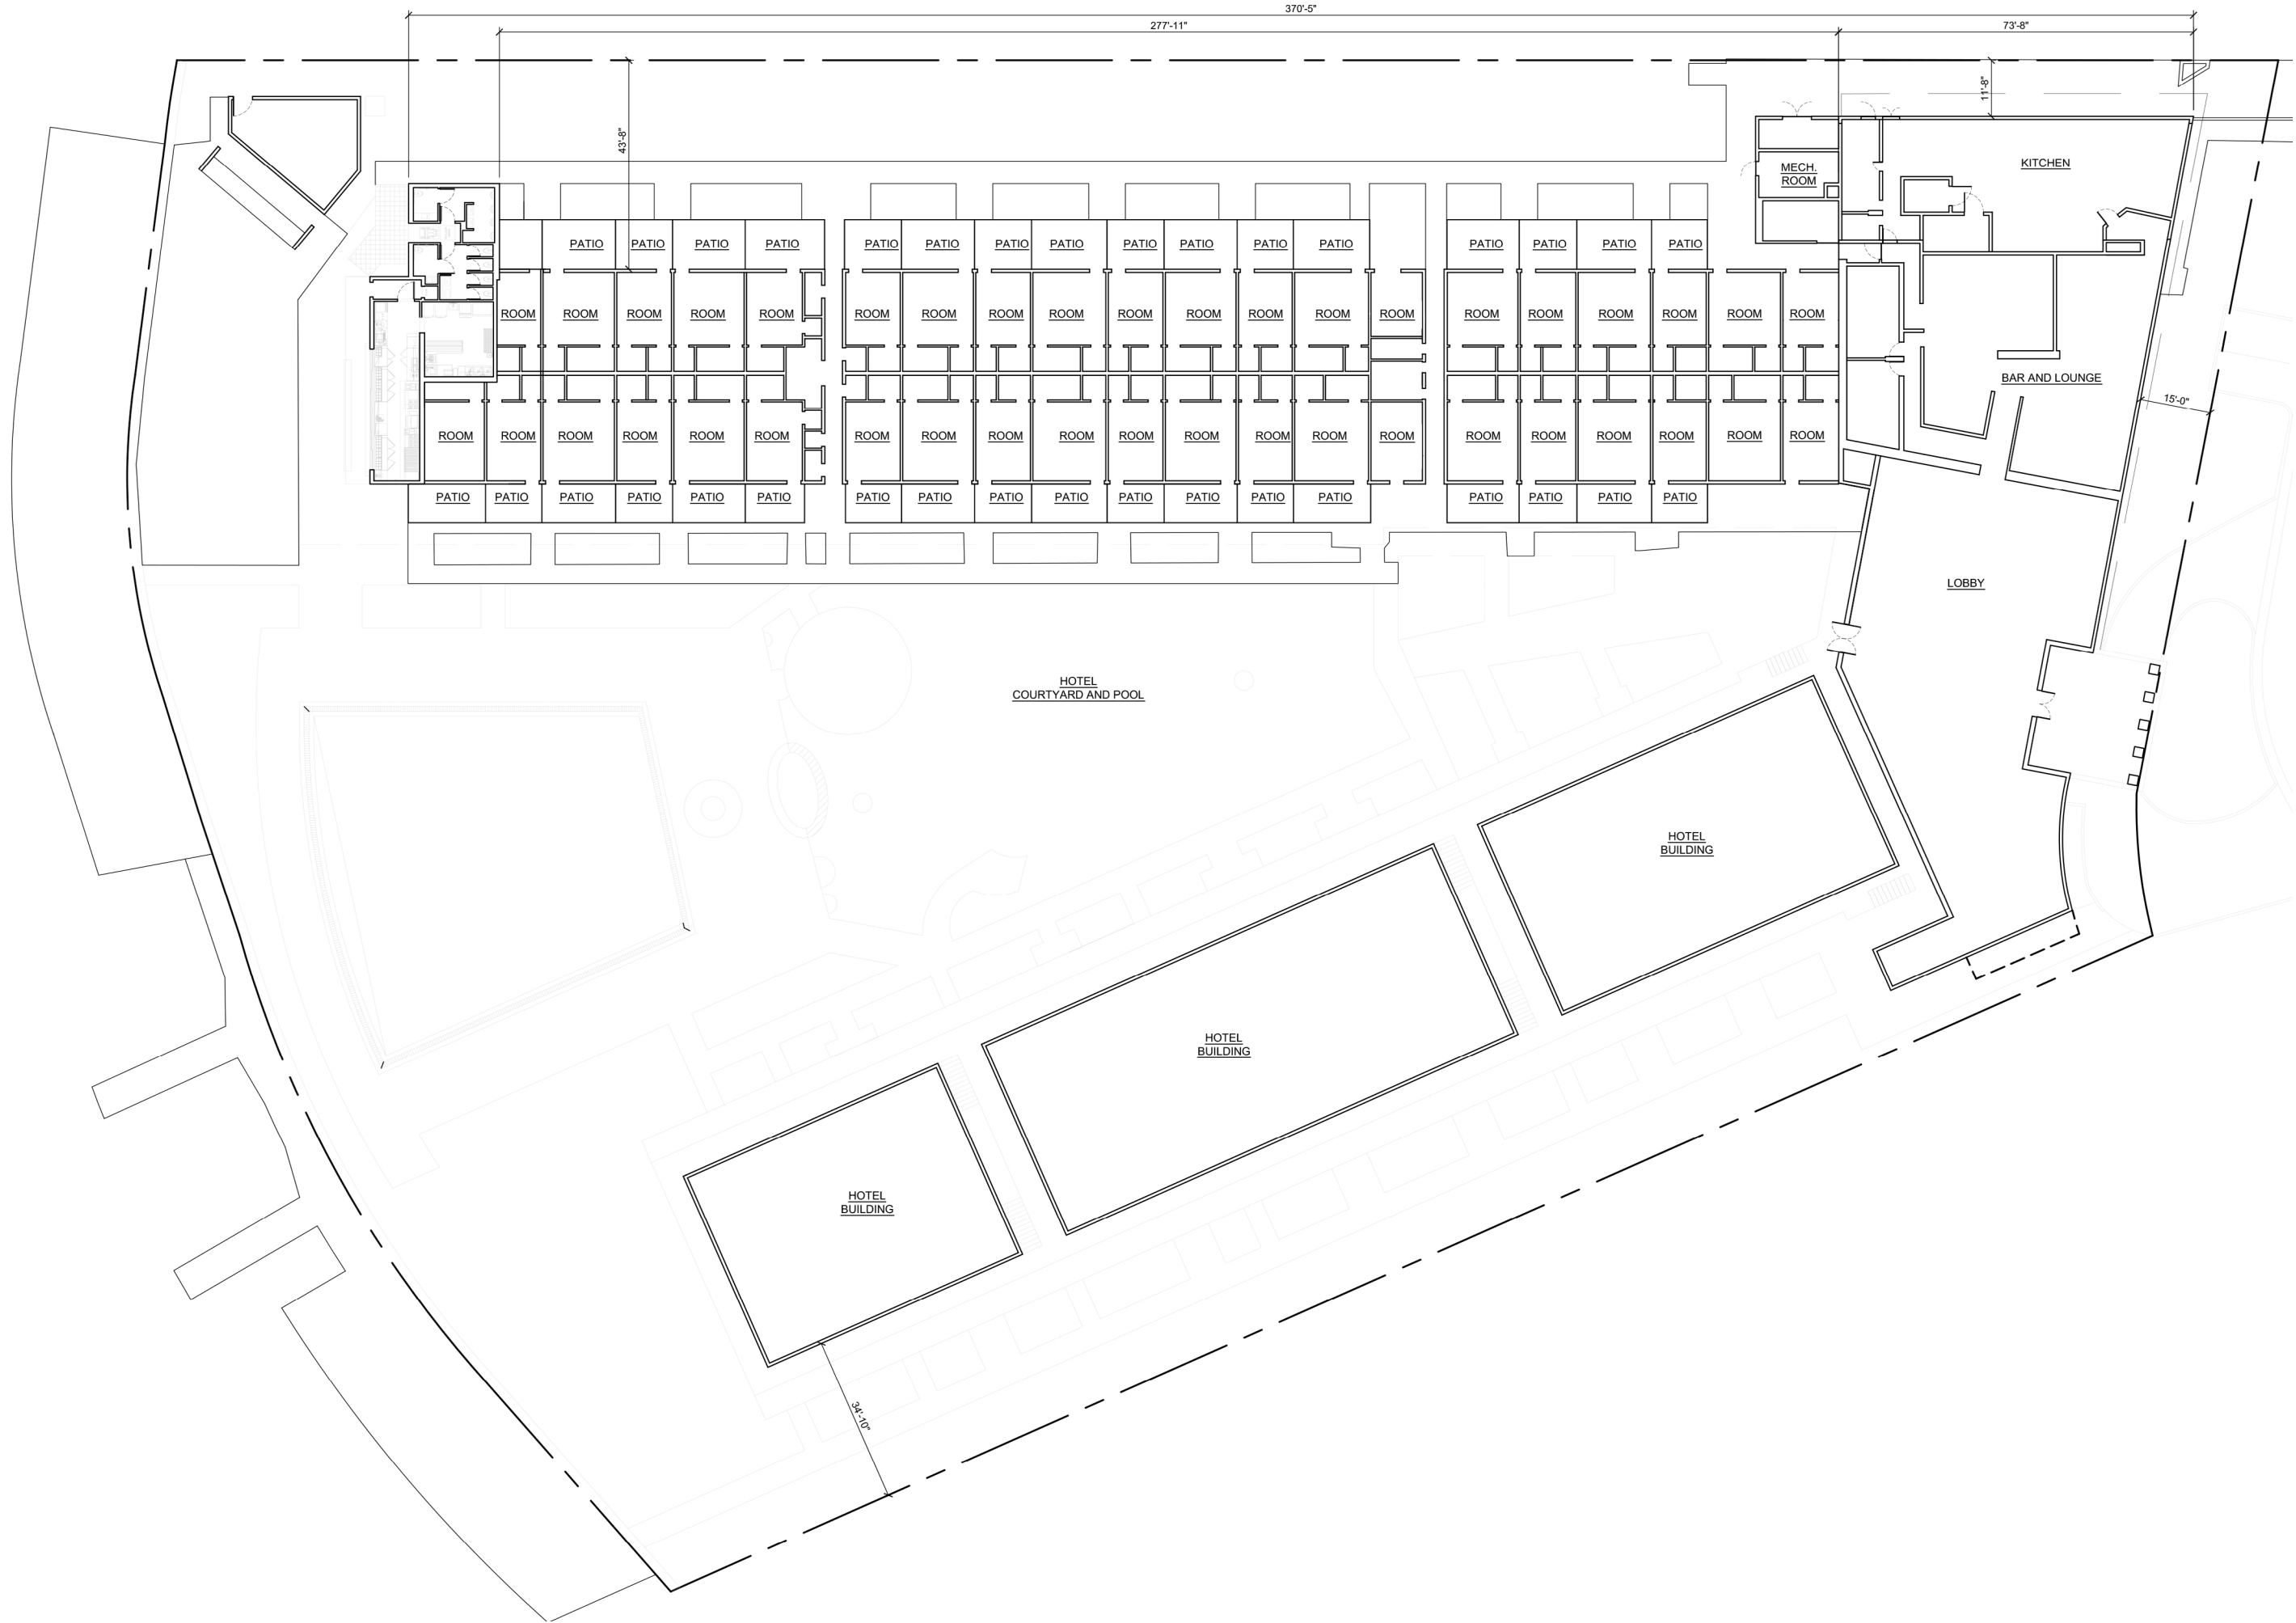 370'-5"
277'-11" 73'-8"
11'-8"
43'-8"
KITCHEN
MECH.
ROOM
PATIO PATIO PATIO PATIO PATIO PATIO PATIO PATIO PATIO PATIO PATIO PATIO PATIO PATIO PATIO PATIO
ROOM ROOM ROOM ROOM ROOM ROOM ROOM ROOM ROOM ROOM ROOM ROOM ROOM ROOM ROOM ROOM ROOM ROOM ROOM ROOM
BAR AND LOUNGE
15'-0"
ROOM ROOM ROOM ROOM ROOM ROOM ROOM ROOM ROOM ROOM ROOM ROOM ROOM ROOM ROOM ROOM ROOM ROOM ROOM ROOM ROOM
PATIO PATIO PATIO PATIO PATIO PATIO PATIO PATIO PATIO PATIO PATIO PATIO PATIO PATIO PATIO PATIO PATIO PATIO
LOBBY
HOTEL
COURTYARD AND POOL
HOTEL
BUILDING
HOTEL
BUILDING
HOTEL
BUILDING
34'-10"